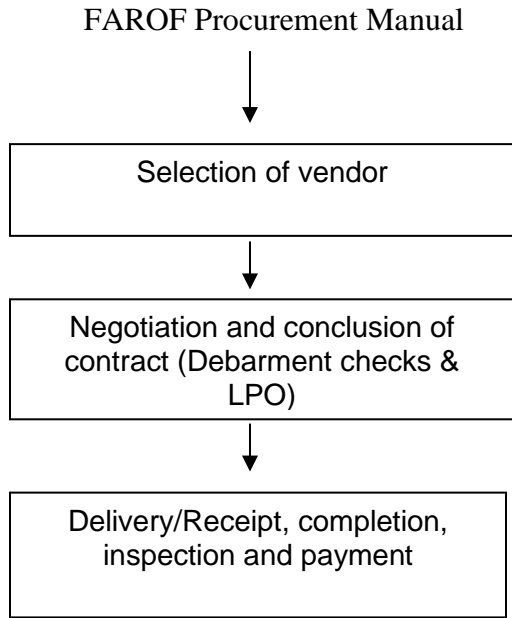 FAROF Procurement Manual
Selection of vendor
Negotiation and conclusion of
contract (Debarment checks &
LPO)
Delivery/Receipt, completion,
inspection and payment